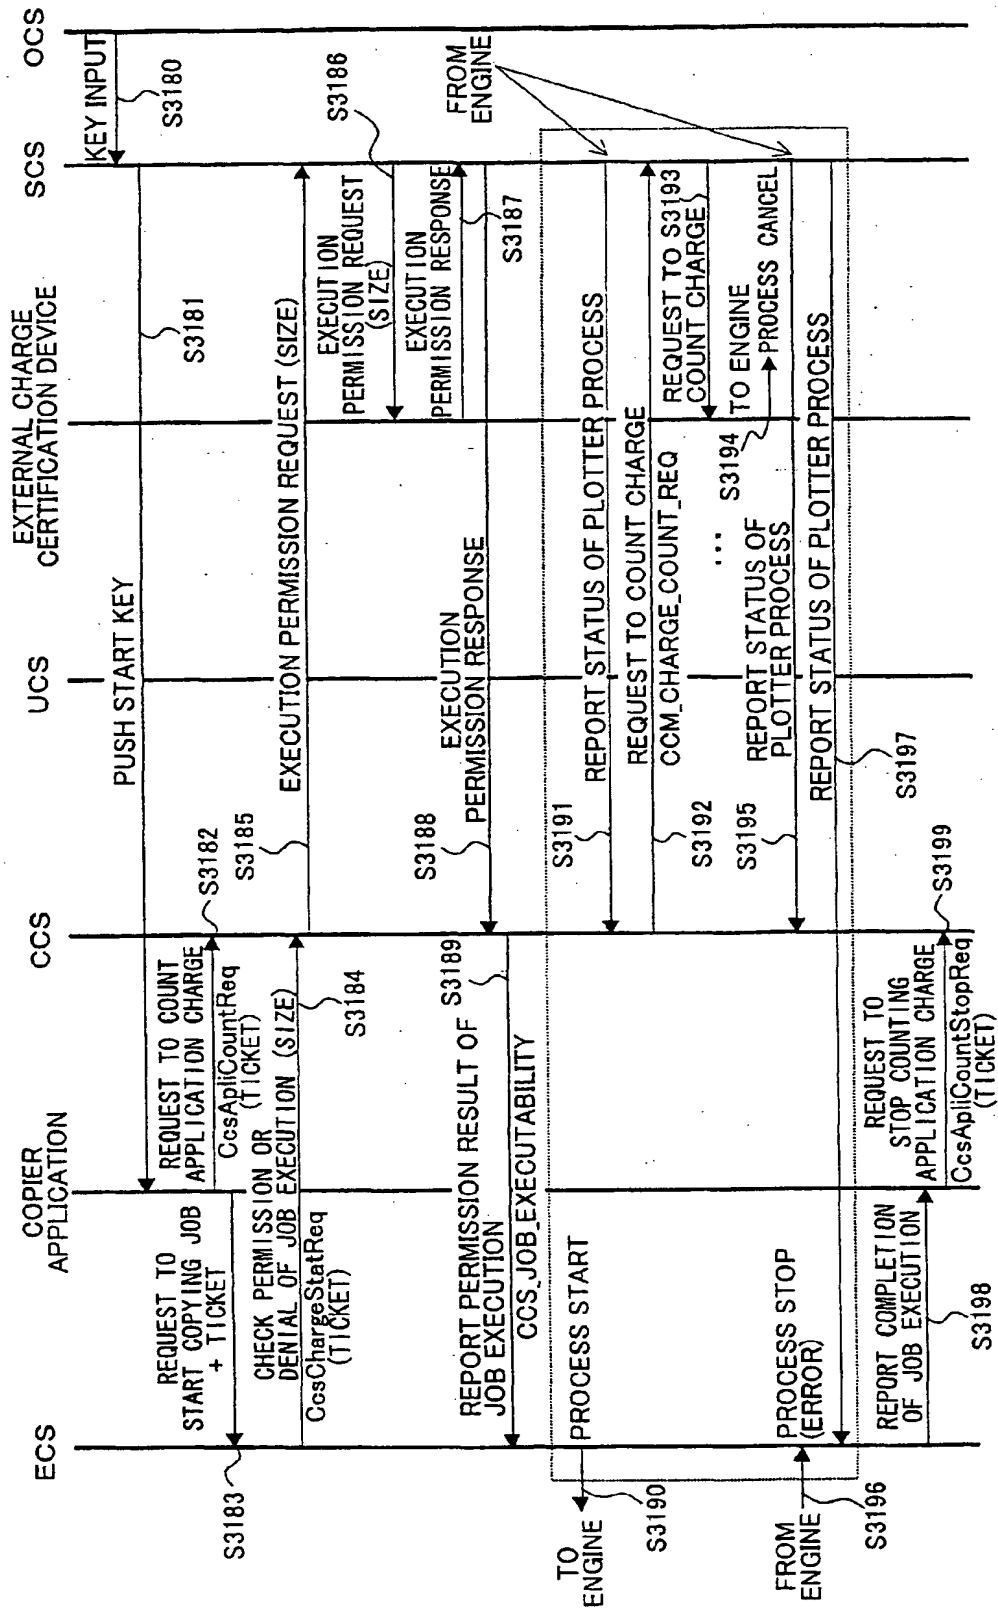 ECS
COPIER
APPLICATION
CCS
UCS
EXTERNAL CHARGE
CERTIFICATION DEVICE
SCS
OCS
KEY INPUT
S3180
PUSH START KEY
S3181
REQUEST TO COUNT
APPLICATION CHARGE
CcsApliCountReq
(TICKET)
S3182
REQUEST TO
START COPYING JOB
+ TICKET
S3183
CHECK PERMISSION OR
DENIAL OF JOB EXECUTION (SIZE)
CcsChargeStatReq
(TICKET)
S3184
S3185
EXECUTION PERMISSION REQUEST (SIZE)
EXECUTION
PERMISSION REQUEST
(SIZE)
S3186
EXECUTION
PERMISSION RESPONSE
S3187
EXECUTION
PERMISSION RESPONSE
S3188
S3189
REPORT PERMISSION RESULT OF
JOB EXECUTION
CCS_JOB_EXECUTABILITY
FROM
ENGINE
PROCESS START
TO
ENGINE
S3190
REPORT STATUS OF PLOTTER PROCESS
S3191
REQUEST TO COUNT CHARGE
CCM_CHARGE_COUNT_REQ
S3192
REQUEST TO
COUNT CHARGE
S3193
...
TO ENGINE
PROCESS CANCEL
S3194
REPORT STATUS OF
PLOTTER PROCESS
S3195
PROCESS STOP
(ERROR)
FROM
ENGINE
S3196
REPORT STATUS OF PLOTTER PROCESS
S3197
REPORT COMPLETION
OF JOB EXECUTION
S3198
REQUEST TO
STOP COUNTING
APPLICATION CHARGE
CcsApliCountStopReq
(TICKET)
S3199